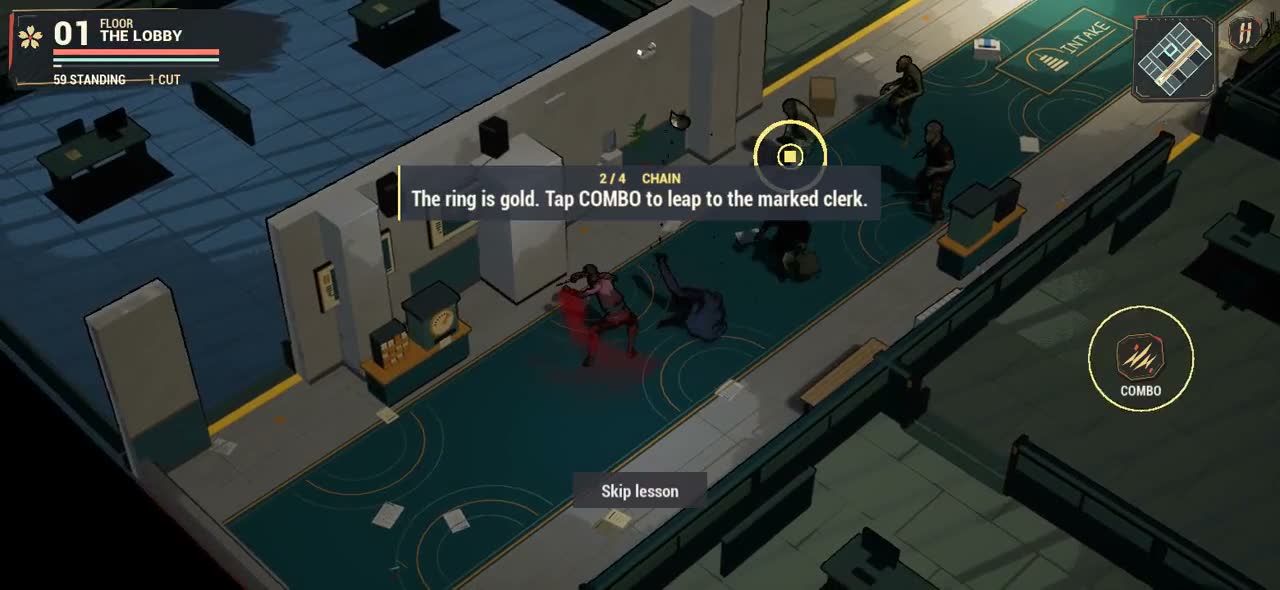 01
FLOOR
THE LOBBY
59 STANDING
1 CUT
INTAKE
2 / 4 CHAIN
The ring is gold. Tap COMBO to leap to the marked clerk.
COMBO
Skip lesson